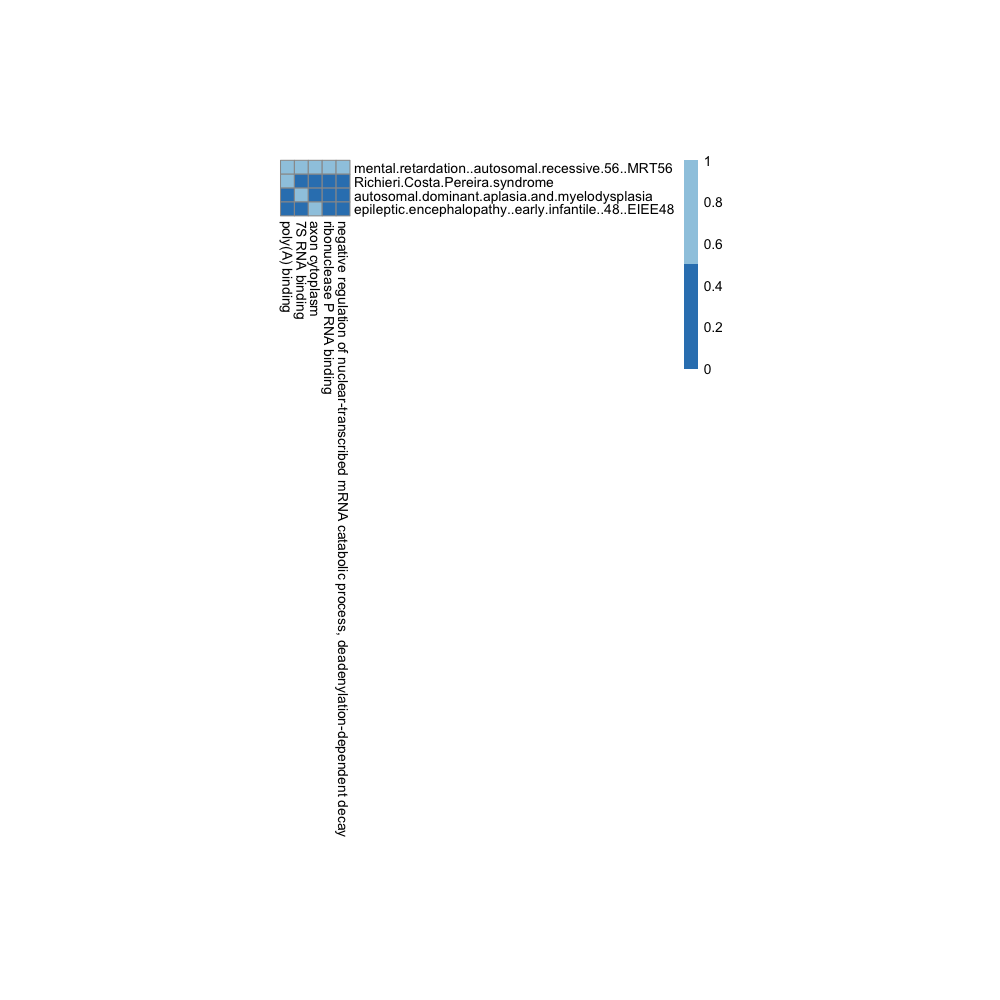 mental.retardation..autosomal.recessive.56..MRT56
Richieri.Costa.Pereira.syndrome
autosomal.dominant.aplasia.and.myelodysplasia
epileptic.encephalopathy..early.infantile..48..EIEE48
1
0.8
0.6
0.4
0.2
0
poly(A) binding
7S RNA binding
axon cytoplasm
ribonuclease P RNA binding
negative regulation of nuclear-transcribed mRNA catabolic process, deadenylation-dependent decay